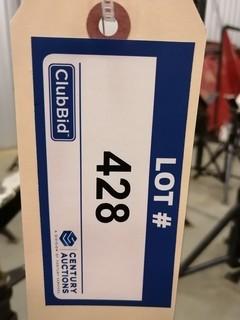 LOT #
428
ClubBid
CENTURY
AUCTIONS